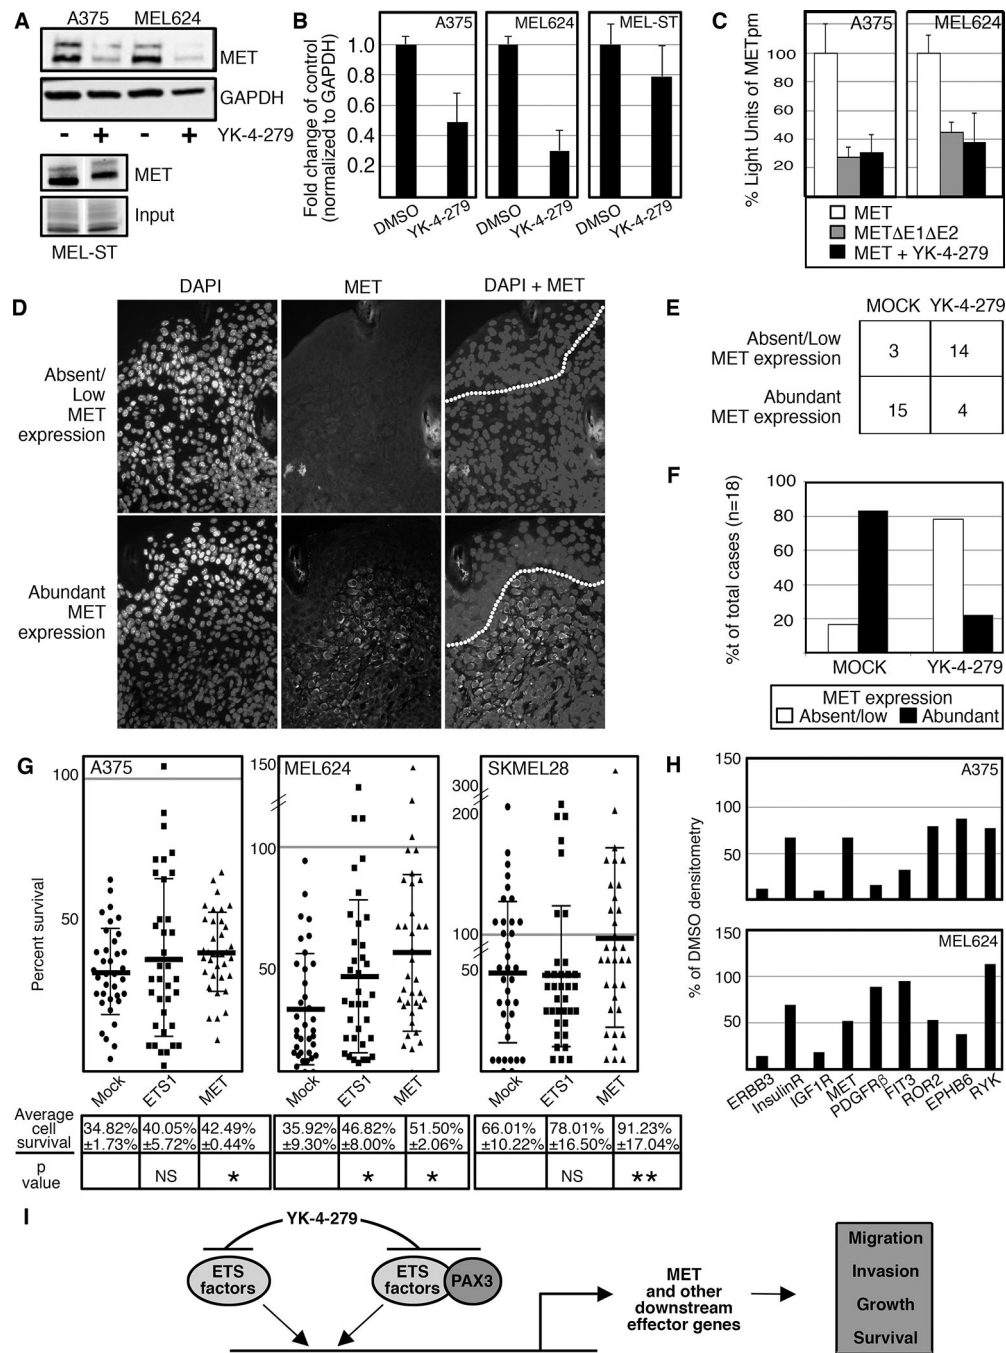 A
A375 MEL624
MET
GAPDH
- + - + YK-4-279
MET
Input
MEL-ST
B
Fold change of control
(normalized to GAPDH)
1.0
0.8
0.6
0.4
0.2
A375
MEL624
MEL-ST
DMSO
YK-4-279
DMSO
YK-4-279
DMSO
YK-4-279
C
% Light Units of METpm
100
80
60
40
20
A375
MEL624
MET
METΔE1ΔE2
MET + YK-4-279
D
DAPI
MET
DAPI + MET
Absent/
Low
MET
expression
Abundant
MET
expression
E
MOCK YK-4-279
Absent/Low
MET expression
3 14
Abundant
MET expression
15 4
F
%t of total cases (n=18)
100
80
60
40
20
MOCK
YK-4-279
MET expression
Absent/low Abundant
G
Percent survival
A375
100
50
MEL624
150
100
50
SKMEL28
300
200
100
50
Mock
ETS1
MET
Mock
ETS1
MET
Mock
ETS1
MET
Average
cell
survival
34.82% 40.05% 42.49% 35.92% 46.82% 51.50% 66.01% 78.01% 91.23%
±1.73% ±5.72% ±0.44% ±9.30% ±8.00% ±2.06% ±10.22% ±16.50% ±17.04%
p
value
NS * * * NS **
H
% of DMSO densitometry
A375
150
100
50
MEL624
150
100
50
ERBB3
InsulinR
IGF1R
MET
PDGFRβ
FIT3
ROR2
EPHB6
RYK
I
YK-4-279
ETS
factors
ETS
factors
PAX3
MET
and other
downstream
effector genes
Migration
Invasion
Growth
Survival